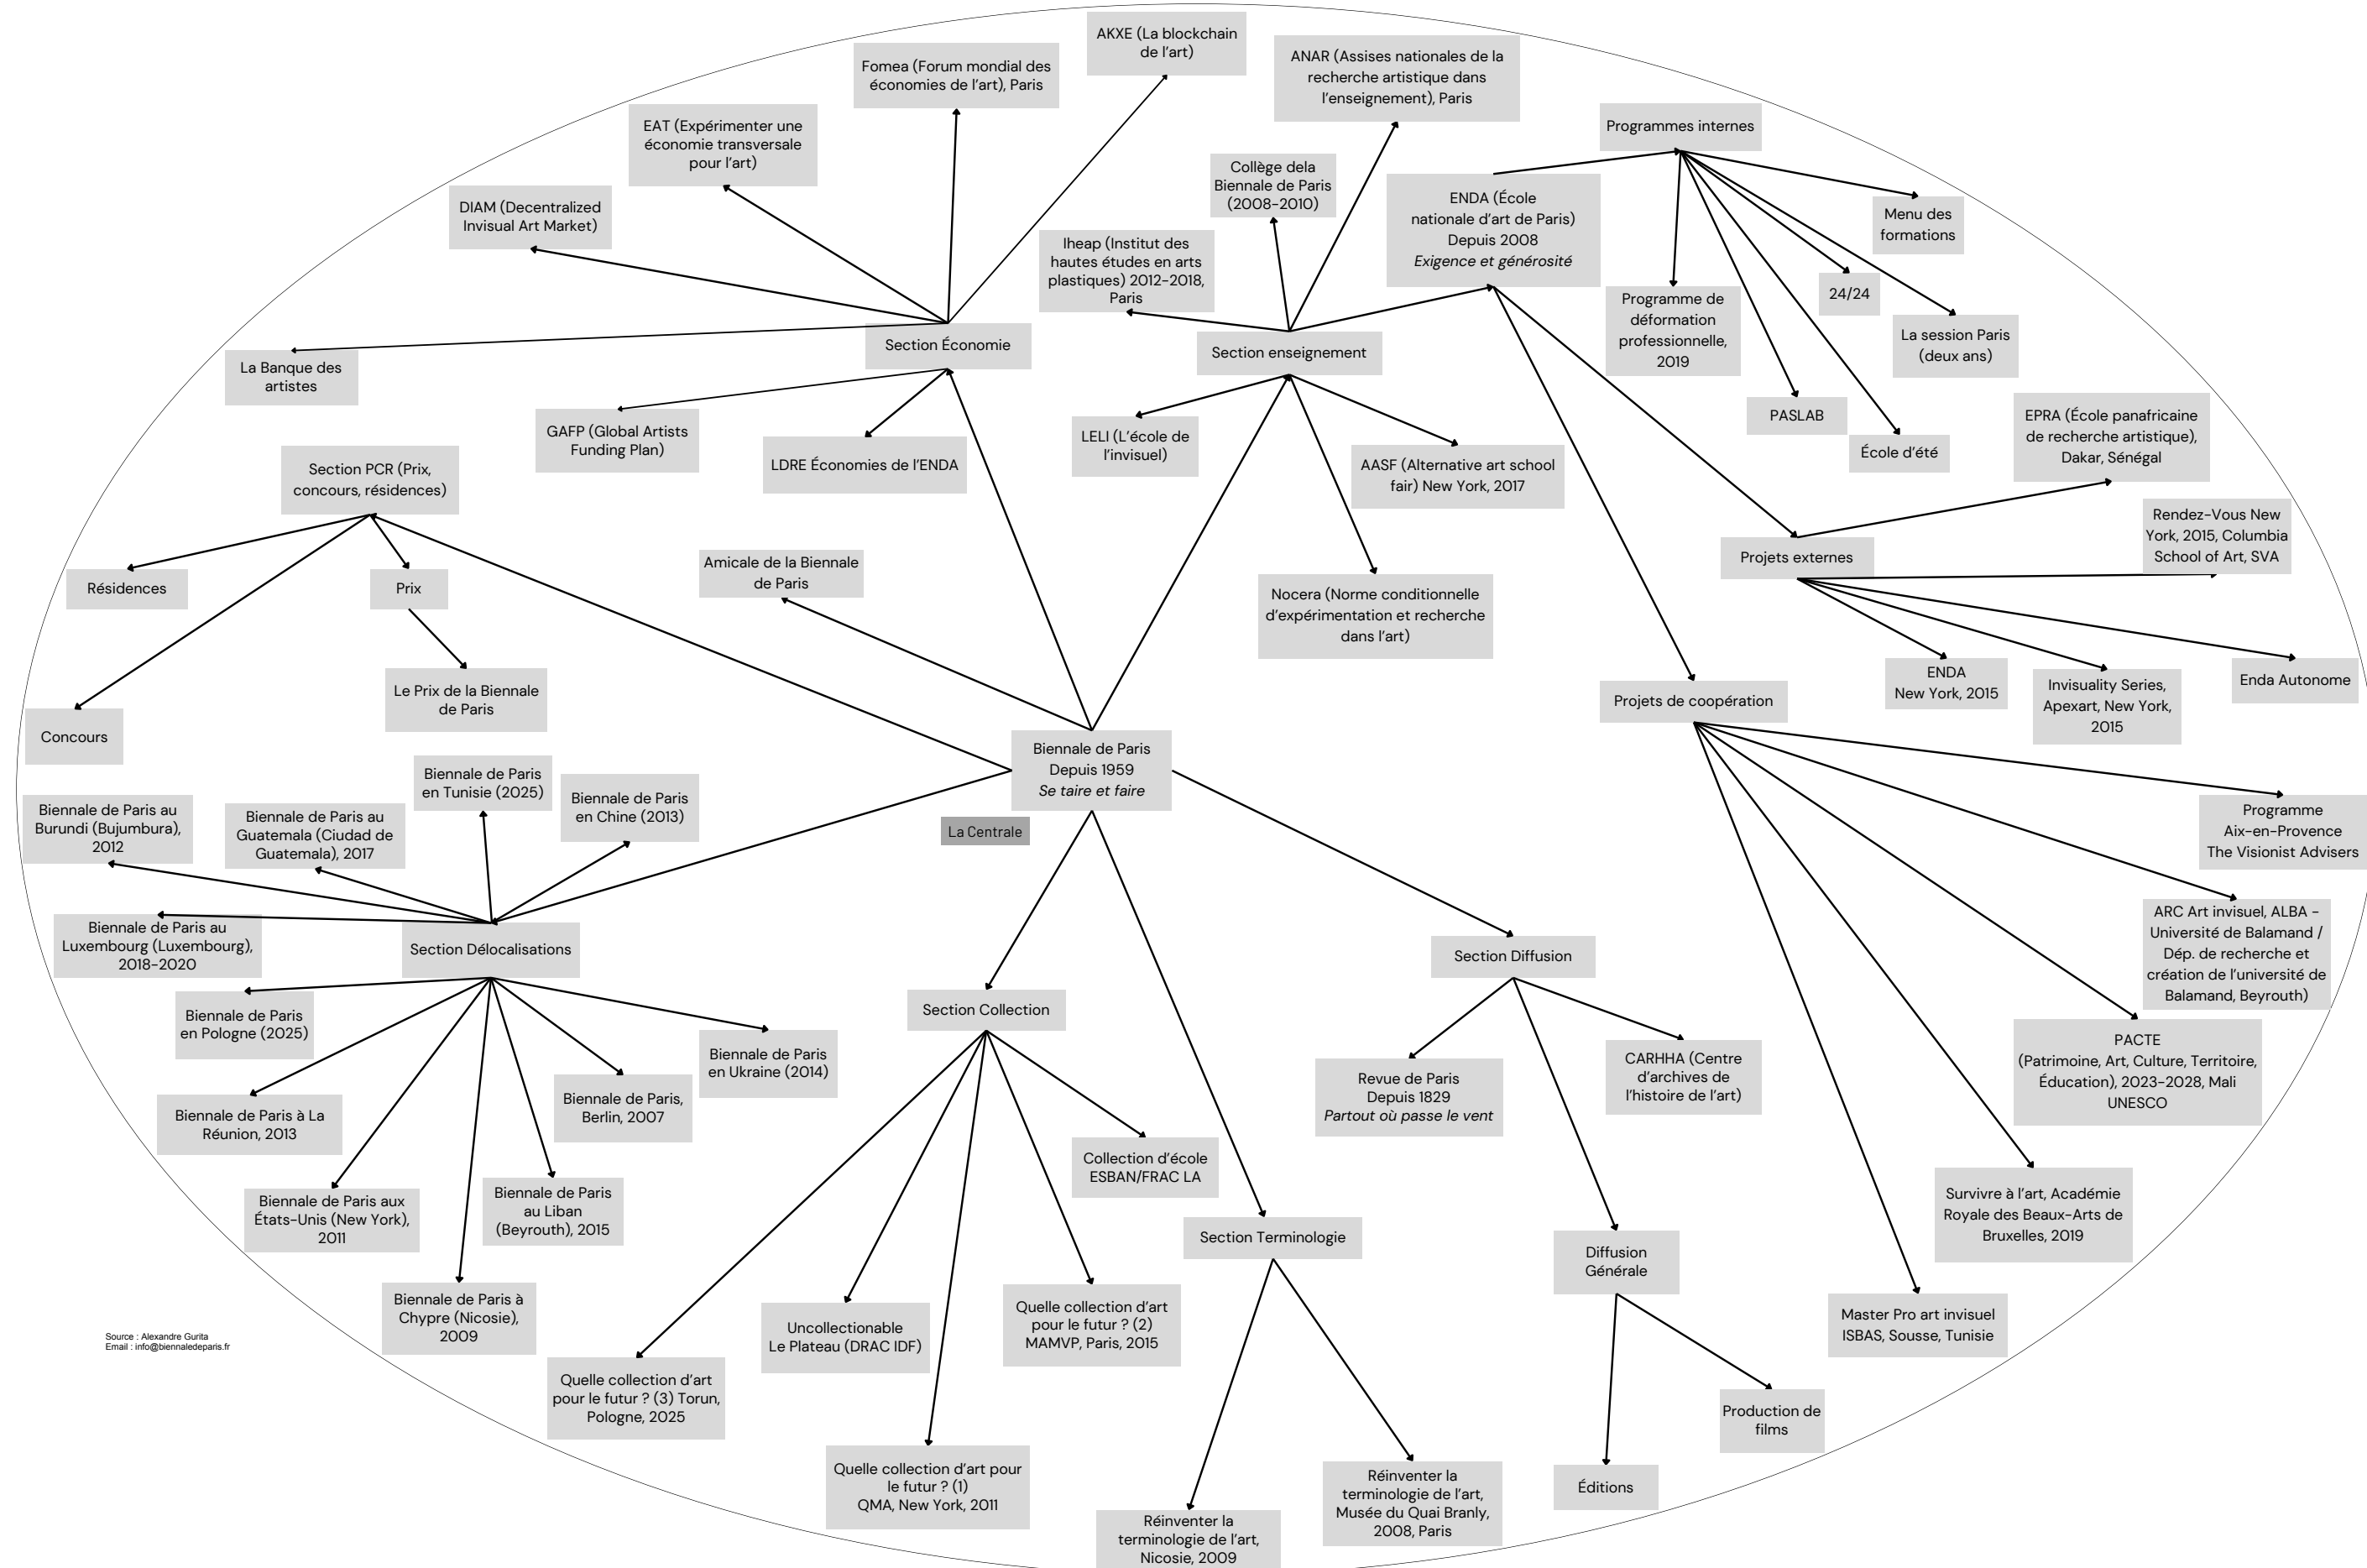 AKXE (La blockchain
de l'art)
Fomea (Forum mondial des
économies de l'art), Paris
ANAR (Assises nationales de la
recherche artistique dans
l'enseignement), Paris
EAT (Expérimenter une
économie transversale
pour l'art)
Programmes internes
DIAM (Decentralized
Invisual Art Market)
Collège dela
Biennale de Paris
(2008-2010)
ENDA (École
nationale d'art de Paris)
Depuis 2008
Exigence et générosité
Menu des
formations
Iheap (Institut des
hautes études en arts
plastiques) 2012-2018,
Paris
Programme de
déformation
professionnelle,
2019
24/24
La session Paris
(deux ans)
Section Économie
Section enseignement
La Banque des
artistes
PASLAB
École d'été
EPRA (École panafricaine
de recherche artistique),
Dakar, Sénégal
GAFP (Global Artists
Funding Plan)
LDRE Économies de l'ENDA
LELI (L'école de
l'invisuel)
AASF (Alternative art school
fair) New York, 2017
Section PCR (Prix,
concours, résidences)
Rendez-Vous New
York, 2015, Columbia
School of Art, SVA
Projets externes
Amicale de la Biennale
de Paris
Résidences
Prix
Nocera (Norme conditionnelle
d'expérimentation et recherche
dans l'art)
Le Prix de la Biennale
de Paris
Concours
Projets de coopération
ENDA
New York, 2015
Invisuality Series,
Apexart, New York,
2015
Enda Autonome
Biennale de Paris
Depuis 1959
Se taire et faire
La Centrale
Biennale de Paris
en Tunisie (2025)
Biennale de Paris
en Chine (2013)
Biennale de Paris au
Burundi (Bujumbura),
2012
Biennale de Paris au
Guatemala (Ciudad de
Guatemala), 2017
Programme
Aix-en-Provence
The Visionist Advisers
Biennale de Paris au
Luxembourg (Luxembourg),
2018-2020
Section Délocalisations
Section Diffusion
ARC Art invisuel, ALBA -
Université de Balamand /
Dép. de recherche et
création de l'université de
Balamand, Beyrouth)
Biennale de Paris
en Pologne (2025)
Section Collection
Biennale de Paris
en Ukraine (2014)
Revue de Paris
Depuis 1829
Partout où passe le vent
CARHHA (Centre
d'archives de
l'histoire de l'art)
PACTE
(Patrimoine, Art, Culture, Territoire,
Éducation), 2023-2028, Mali
UNESCO
Biennale de Paris à La
Réunion, 2013
Biennale de Paris,
Berlin, 2007
Collection d'école
ESBAN/FRAC LA
Biennale de Paris aux
États-Unis (New York),
2011
Biennale de Paris
au Liban
(Beyrouth), 2015
Section Terminologie
Survivre à l'art, Académie
Royale des Beaux-Arts de
Bruxelles, 2019
Diffusion
Générale
Biennale de Paris à
Chypre (Nicosie),
2009
Uncollectionable
Le Plateau (DRAC IDF)
Quelle collection d'art
pour le futur ? (2)
MAMVP, Paris, 2015
Master Pro art invisuel
ISBAS, Sousse, Tunisie
Source : Alexandre Gurita
Email : info@biennaledeparis.fr
Quelle collection d'art
pour le futur ? (3) Torun,
Pologne, 2025
Production de
films
Quelle collection d'art pour
le futur ? (1)
QMA, New York, 2011
Réinventer la
terminologie de l'art,
Musée du Quai Branly,
2008, Paris
Éditions
Réinventer la
terminologie de l'art,
Nicosie, 2009